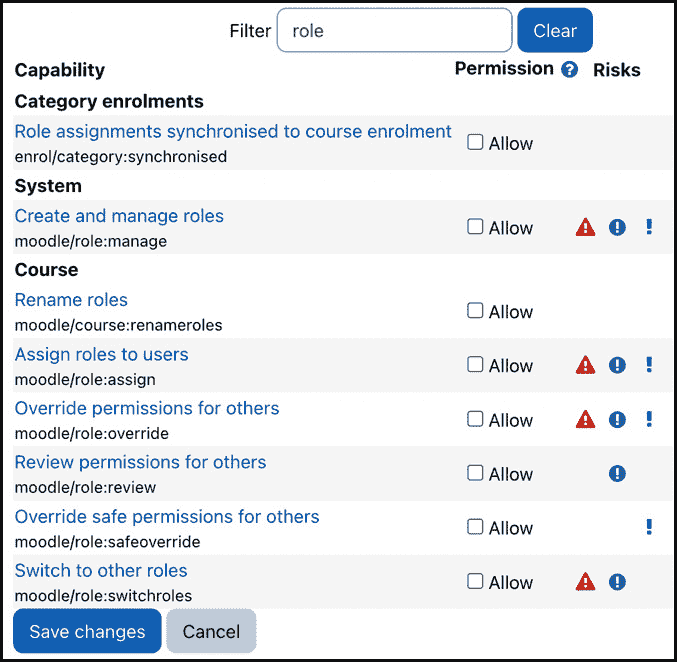 Filter role Clear
Capability Permission ? Risks
Category enrolments
Role assignments synchronised to course enrolment
enrol/category:synchronised
Allow
System
Create and manage roles
moodle/role:manage
Allow ! ! !
Course
Rename roles
moodle/course:renameroles
Allow
Assign roles to users
moodle/role:assign
Allow ! ! !
Override permissions for others
moodle/role:override
Allow ! ! !
Review permissions for others
moodle/role:review
Allow !
Override safe permissions for others
moodle/role:safeoverride
Allow !
Switch to other roles
moodle/role:switchroles
Allow ! !
Save changes Cancel